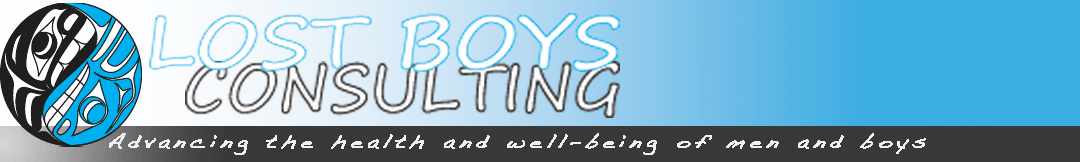 LOST BOYS
CONSULTING
Advancing the health and well-being of men and boys